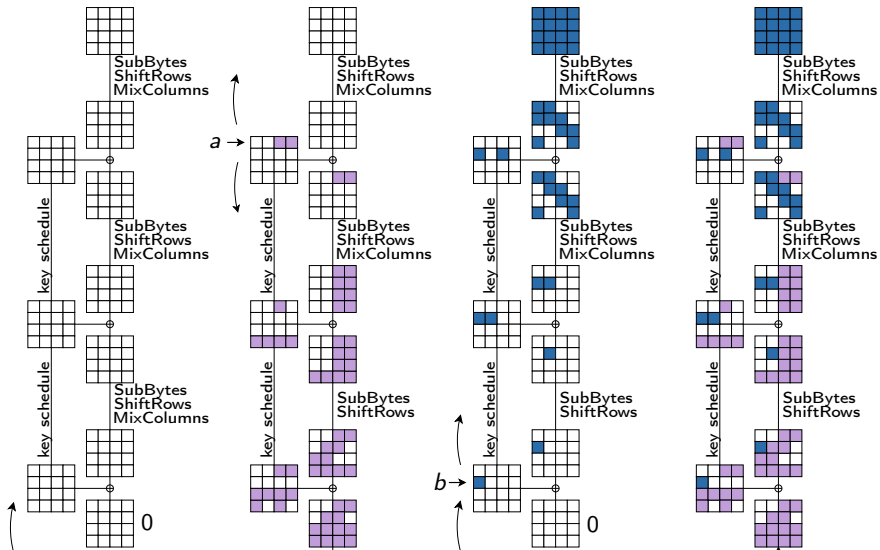 SubBytes
ShiftRows
MixColumns
key schedule
SubBytes
ShiftRows
MixColumns
key schedule
SubBytes
ShiftRows
MixColumns
0
SubBytes
ShiftRows
MixColumns
a
key schedule
SubBytes
ShiftRows
MixColumns
key schedule
SubBytes
ShiftRows
SubBytes
ShiftRows
MixColumns
key schedule
SubBytes
ShiftRows
MixColumns
key schedule
SubBytes
ShiftRows
b
0
SubBytes
ShiftRows
MixColumns
key schedule
SubBytes
ShiftRows
MixColumns
key schedule
SubBytes
ShiftRows